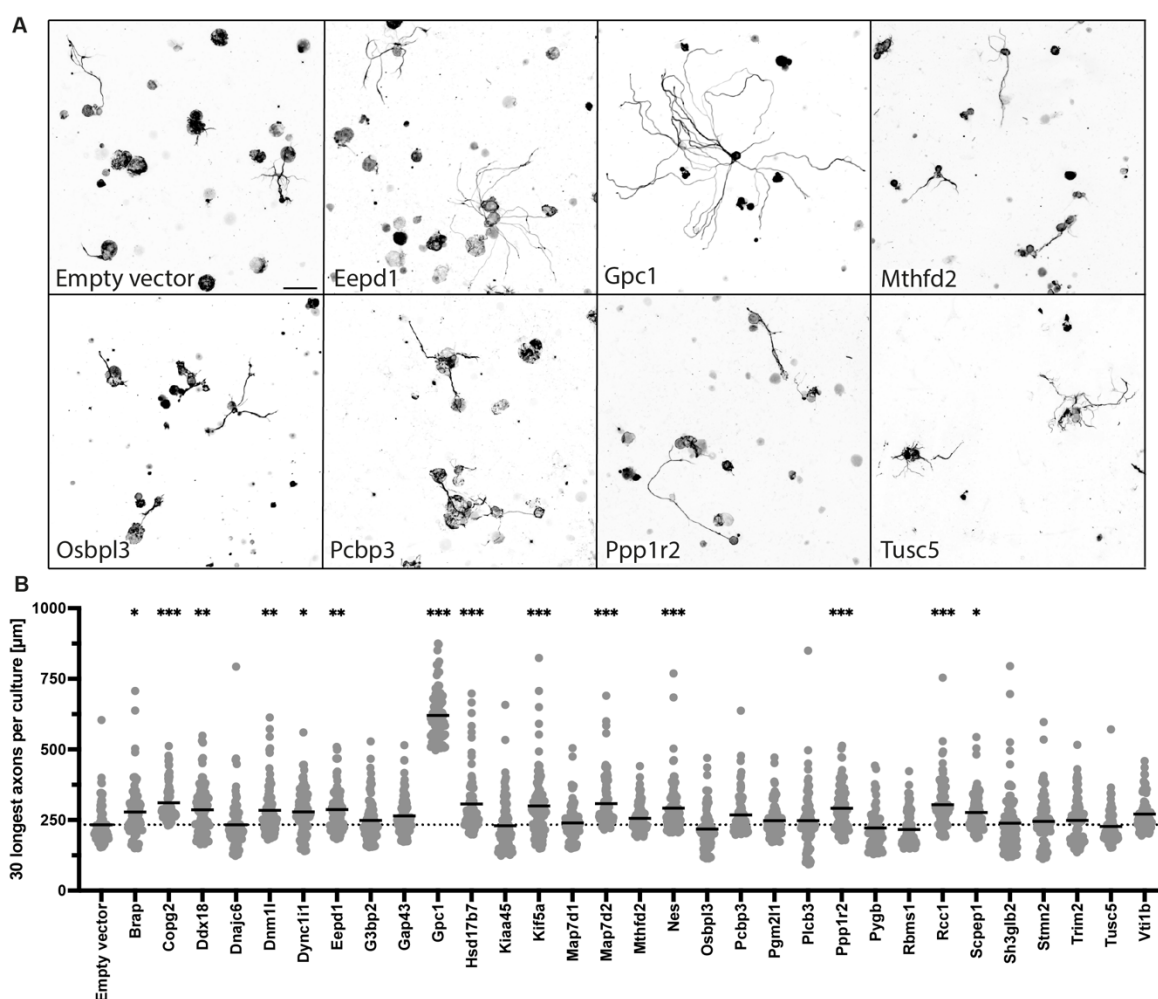 A
Empty vector
Eepd1
Gpc1
Mthfd2
Osbpl3
Pcbp3
Ppp1r2
Tusc5
B
30 longest axons per culture [µm]
1000
750
500
250
0
* *** ** ** * ** *** *** *** *** *** *** *** *
Empty vector
Brap
Copg2
Ddx18
Dnajc6
Dnm1l
Dync1i1
Eepd1
G3bp2
Gap43
Gpc1
Hsd17b7
Kiaa45
Kif5a
Map7d1
Map7d2
Mthfd2
Nes
Osbpl3
Pcbp3
Pgm2l1
Plcb3
Ppp1r2
Pygb
Rbms1
Rcc1
Scpep1
Sh3glb2
Stmn2
Trim2
Tusc5
Vti1b